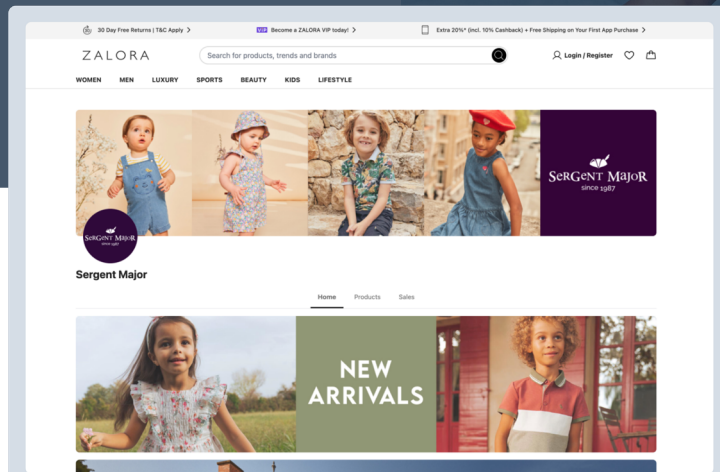 30 Day Free Returns | T&C Apply
VIP Become a ZALORA VIP today!
Extra 20%* (incl. 10% Cashback) + Free Shipping on Your First App Purchase
ZALORA
Search for products, trends and brands
Login / Register
WOMEN MEN LUXURY SPORTS BEAUTY KIDS LIFESTYLE
SERGENT MAJOR
since 1987
SERGENT MAJOR
since 1987
Sergent Major
Home Products Sales
NEW
ARRIVALS